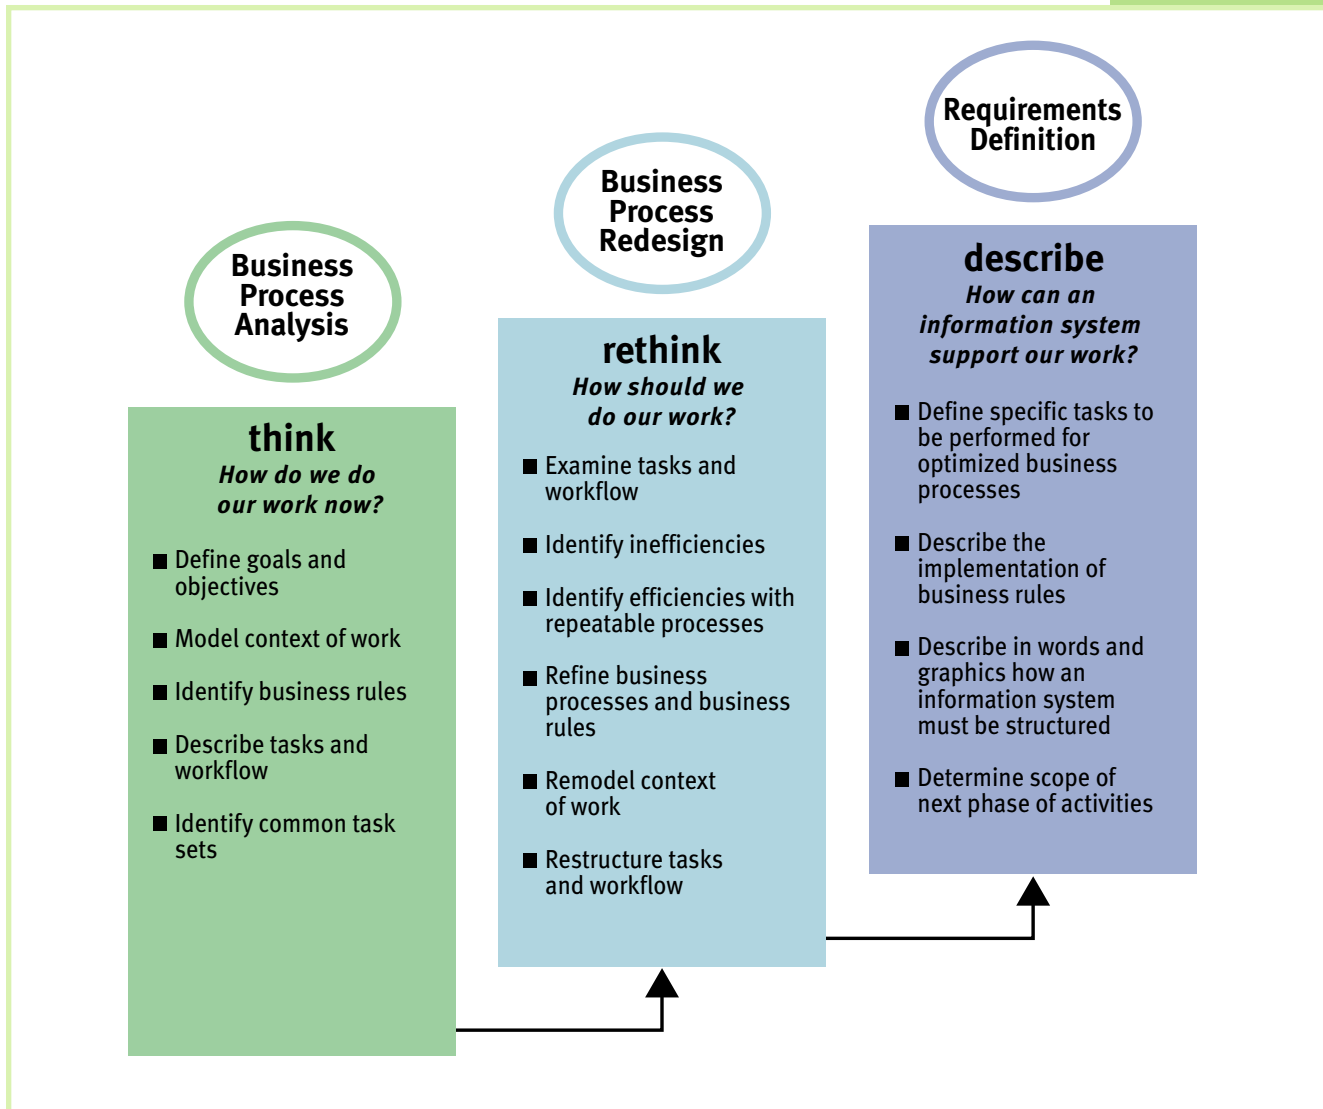 Business
Process
Analysis
think
How do we do
our work now?
Define goals and
objectives
Model context of work
Identify business rules
Describe tasks and
workflow
Identify common task
sets
Business
Process
Redesign
rethink
How should we
do our work?
Examine tasks and
workflow
Identify inefficiencies
Identify efficiencies with
repeatable processes
Refine business
processes and business
rules
Remodel context
of work
Restructure tasks
and workflow
Requirements
Definition
describe
How can an
information system
support our work?
Define specific tasks to
be performed for
optimized business
processes
Describe the
implementation of
business rules
Describe in words and
graphics how an
information system
must be structured
Determine scope of
next phase of activities